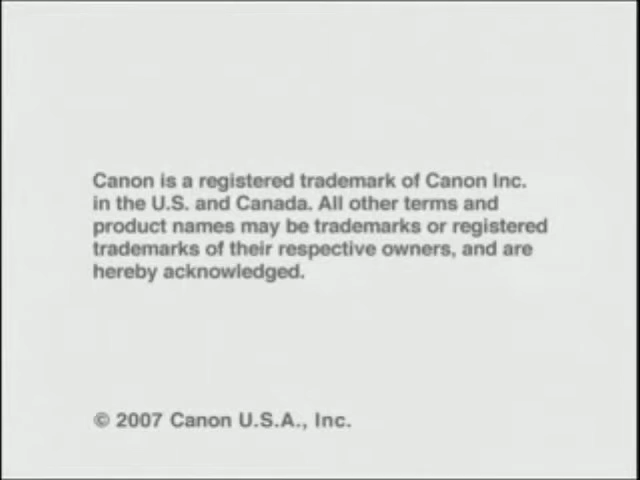 Canon is a registered trademark of Canon Inc.
in the U.S. and Canada. All other terms and
product names may be trademarks or registered
trademarks of their respective owners, and are
hereby acknowledged.
© 2007 Canon U.S.A., Inc.